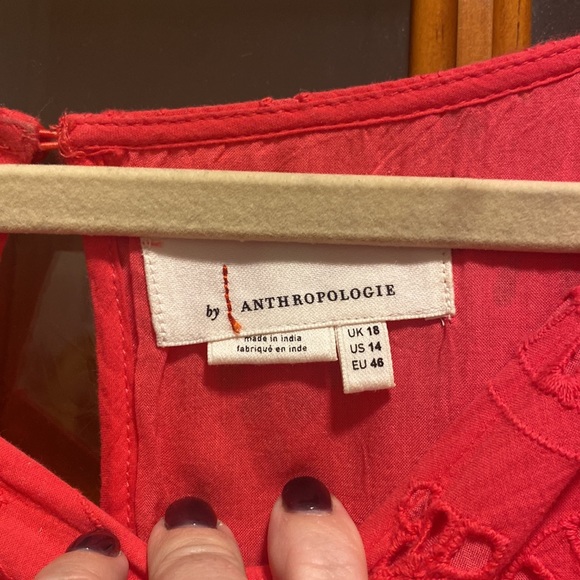 by ANTHROPOLOGIE
made in india
fabriqué en inde
UK 18
US 14
EU 46